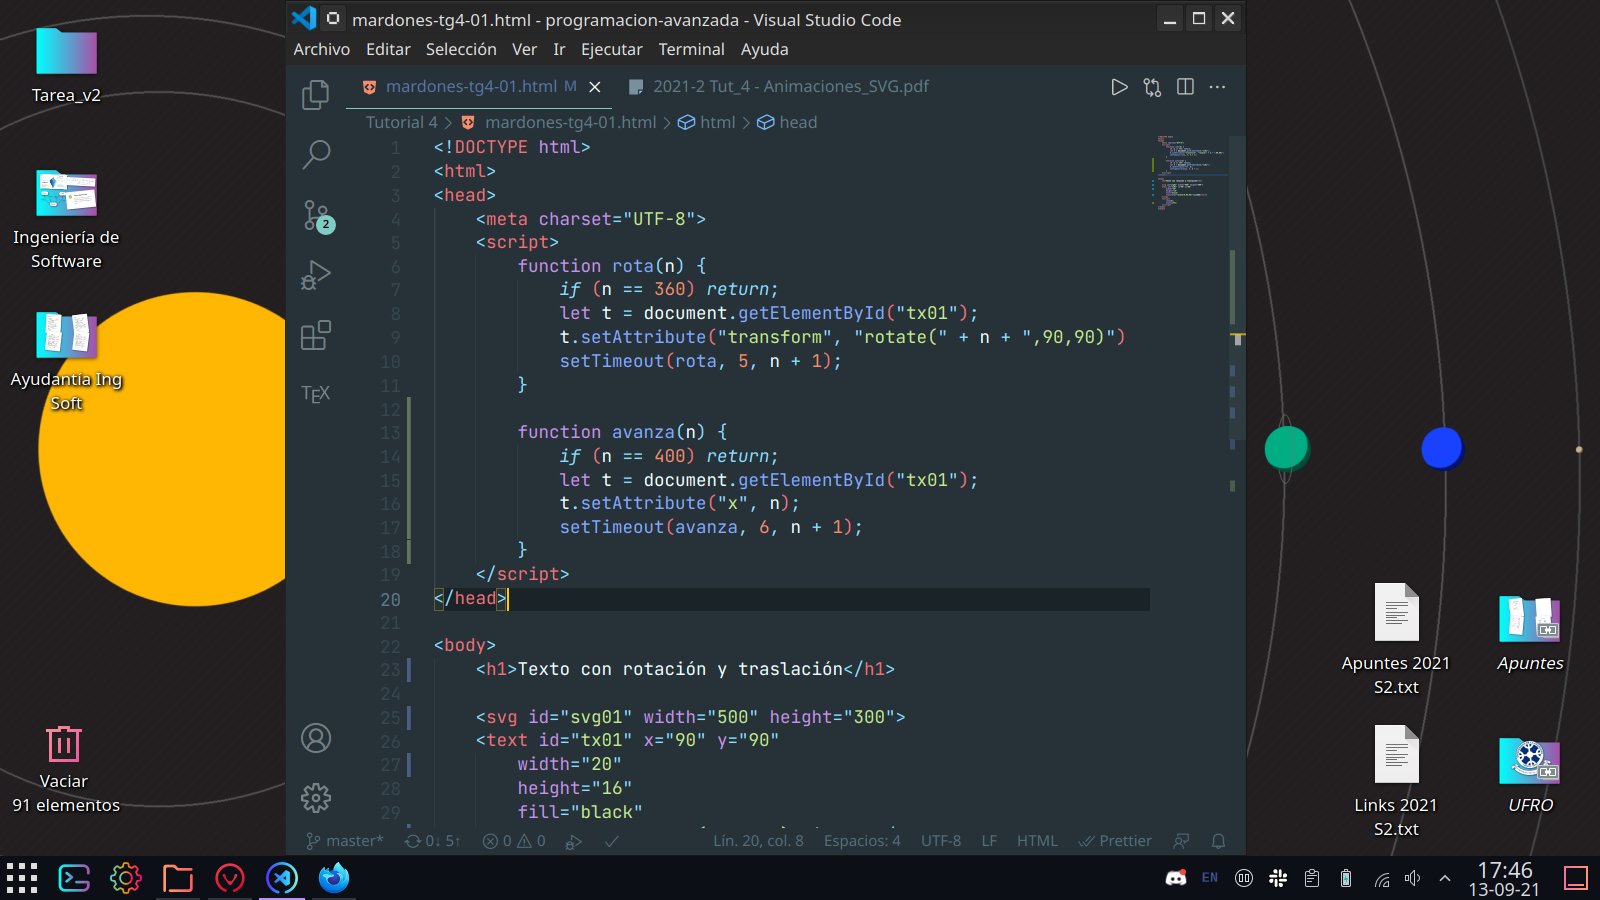 mardones-tg4-01.html - programacion-avanzada - Visual Studio Code
Archivo Editar Selección Ver Ir Ejecutar Terminal Ayuda
mardones-tg4-01.html M
2021-2 Tut_4 - Animaciones_SVG.pdf
Tutorial 4 > mardones-tg4-01.html > html > head
1 <!DOCTYPE html>
2 <html>
3 <head>
4 <meta charset="UTF-8">
5 <script>
6 function rota(n) {
7 if (n == 360) return;
8 let t = document.getElementById("tx01");
9 t.setAttribute("transform", "rotate(" + n + ",90,90)")
10 setTimeout(rota, 5, n + 1);
11 }
12
13 function avanza(n) {
14 if (n == 400) return;
15 let t = document.getElementById("tx01");
16 t.setAttribute("x", n);
17 setTimeout(avanza, 6, n + 1);
18 }
19 </script>
20 </head>
21
22 <body>
23 <h1>Texto con rotación y traslación</h1>
24
25 <svg id="svg01" width="500" height="300">
26 <text id="tx01" x="90" y="90"
27 width="20"
28 height="16"
29 fill="black"
2
TEX
master* 0↓ 5↑ 0 0 Lín. 20, col. 8 Espacios: 4 UTF-8 LF HTML Prettier
Tarea_v2
Ingeniería de
Software
Ayudantía Ing
Soft
Vaciar
91 elementos
Apuntes 2021
S2.txt
Apuntes
Links 2021
S2.txt
UFRO
EN
17:46
13-09-21